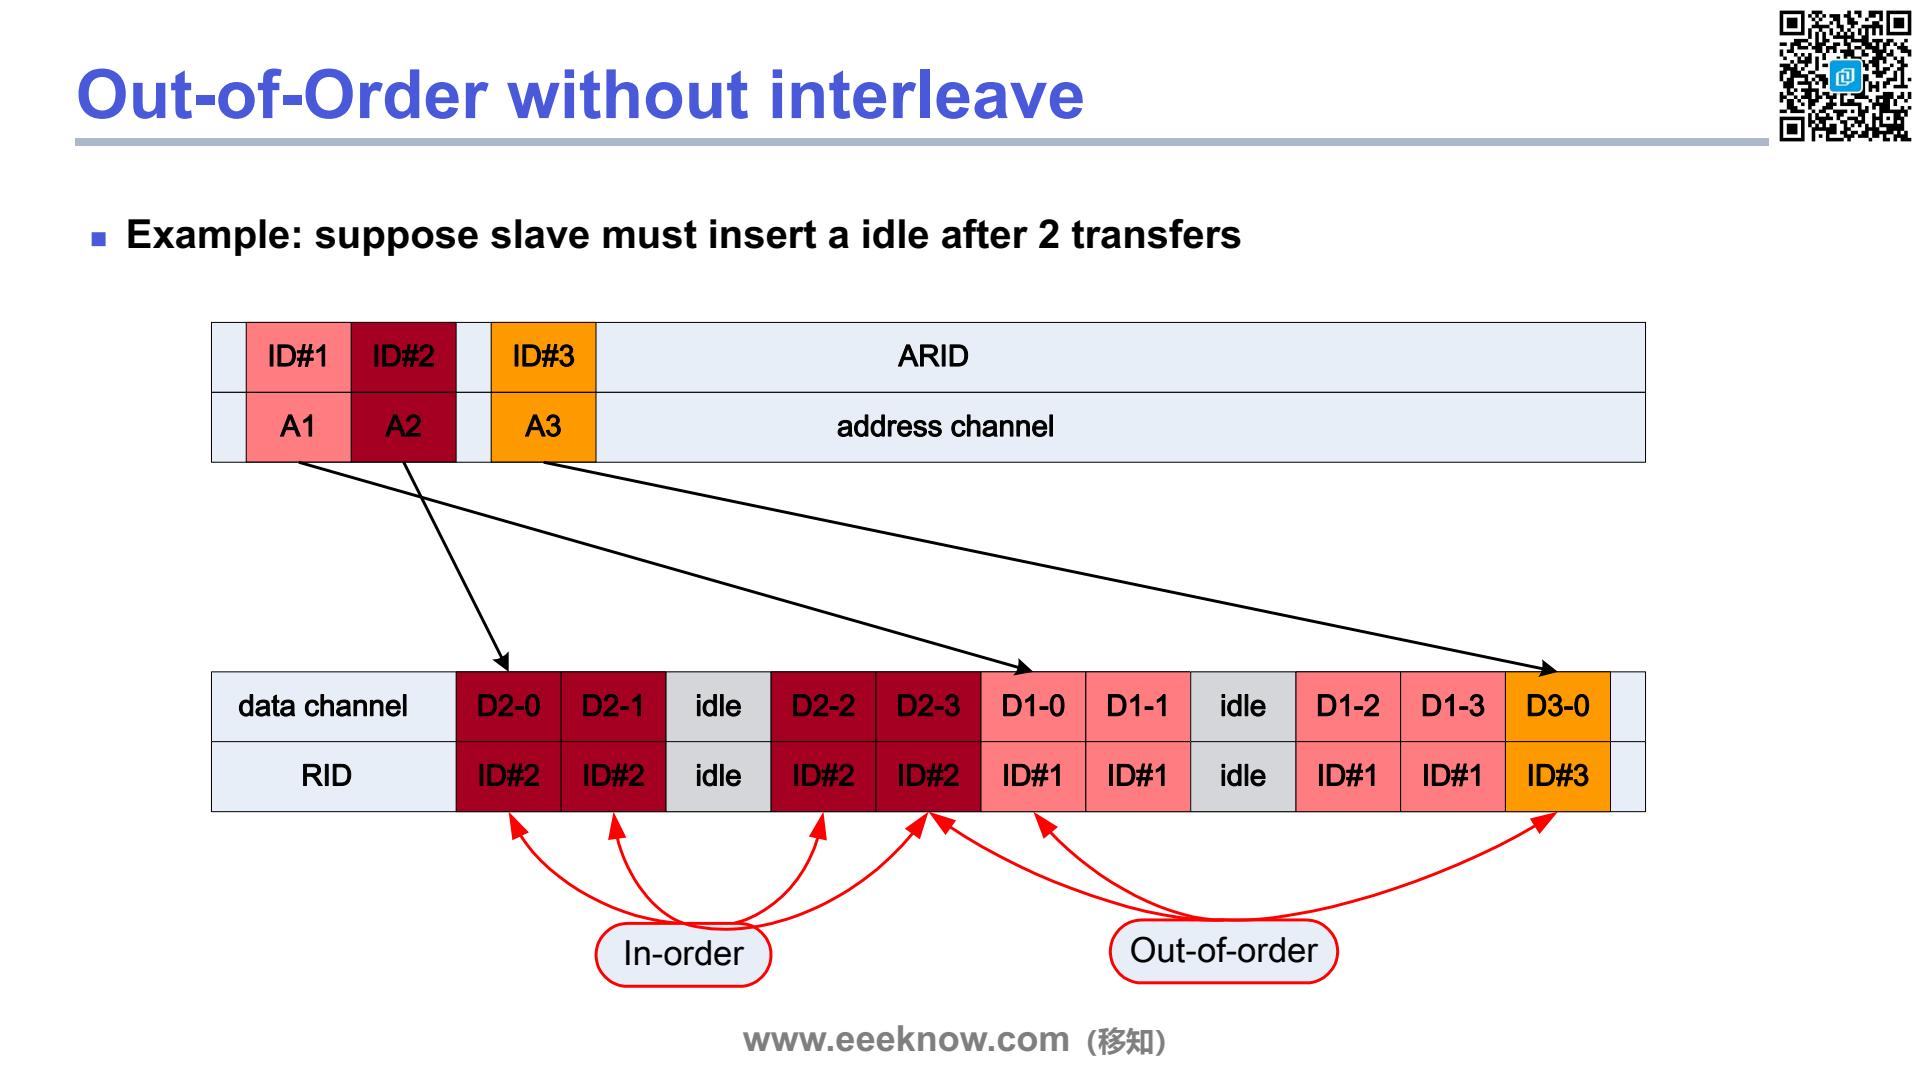 Out-of-Order without interleave
Example: suppose slave must insert a idle after 2 transfers
ID#1 ID#2 ID#3 ARID
A1 A2 A3 address channel
data channel D2-0 D2-1 idle D2-2 D2-3 D1-0 D1-1 idle D1-2 D1-3 D3-0
RID ID#2 ID#2 idle ID#2 ID#2 ID#1 ID#1 idle ID#1 ID#1 ID#3
In-order Out-of-order
www.eeeknow.com (移知)